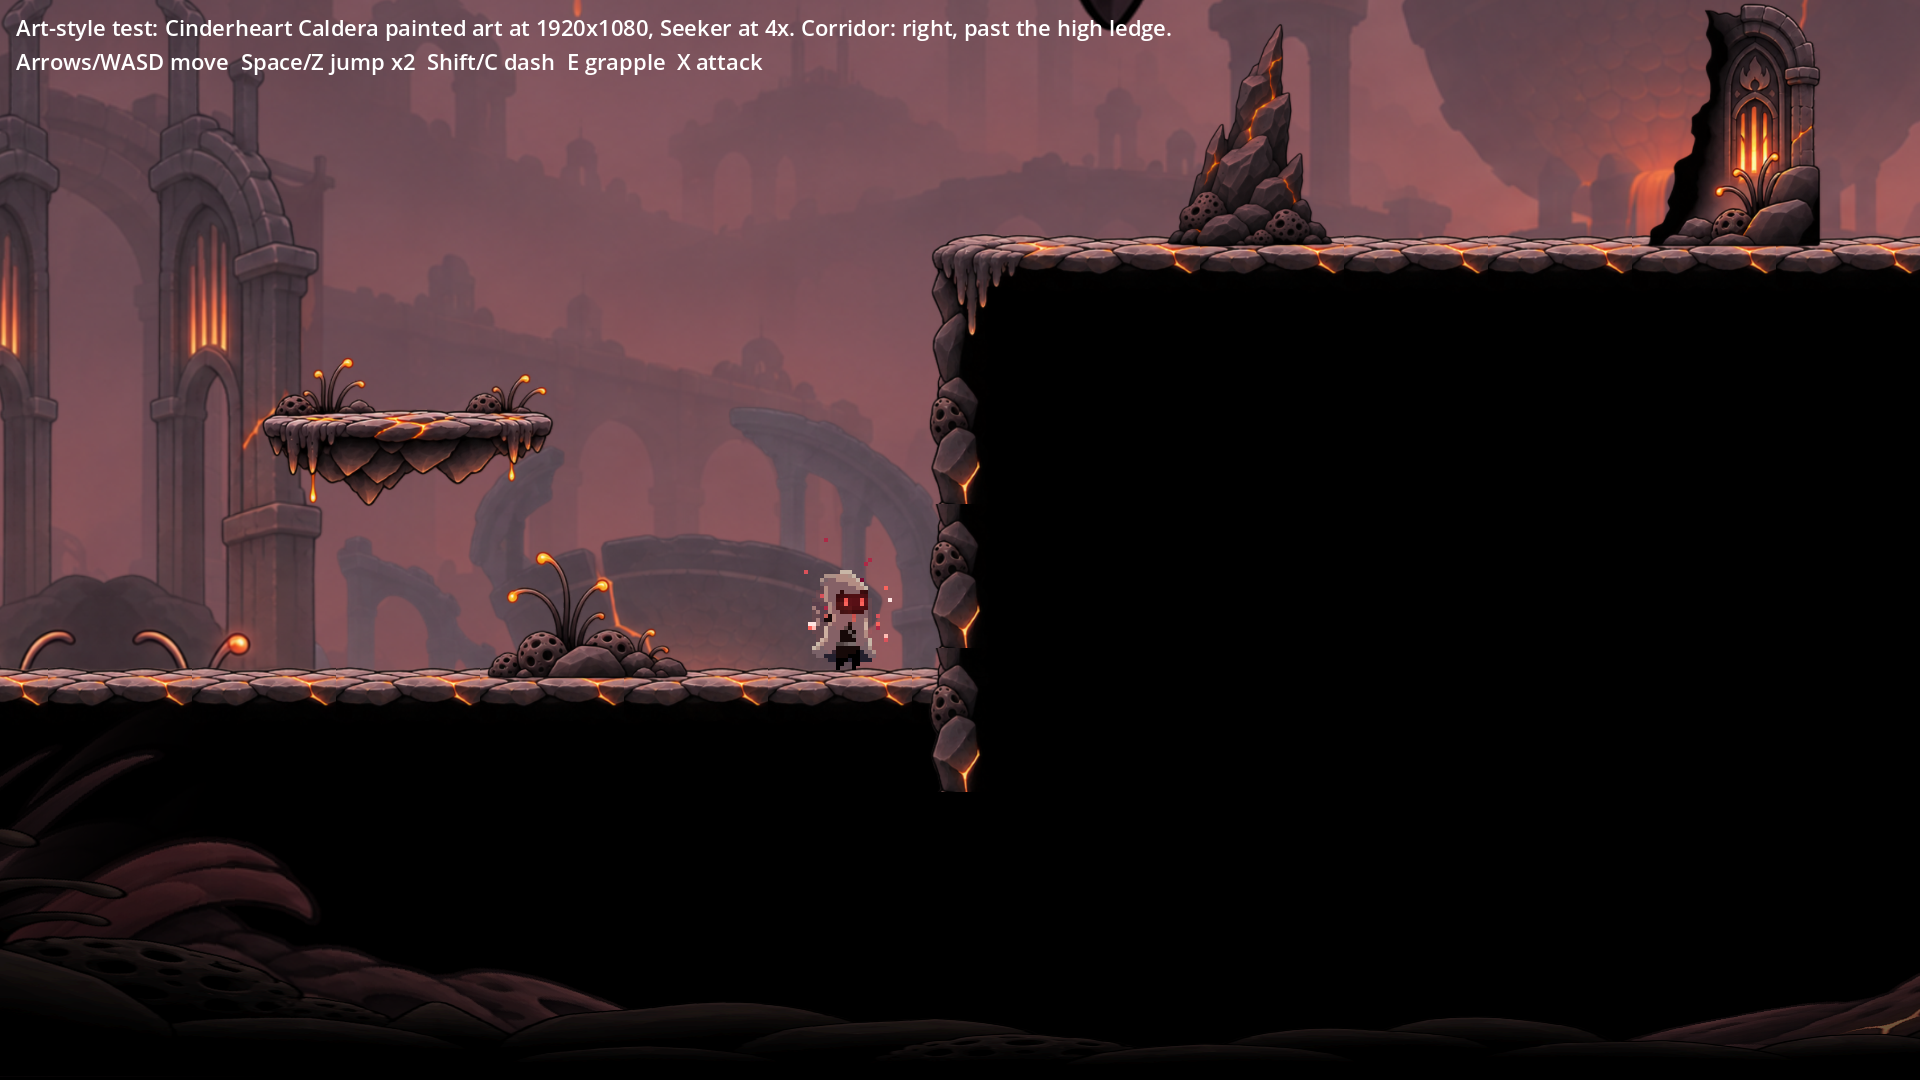 Art-style test: Cinderheart Caldera painted art at 1920x1080, Seeker at 4x. Corridor: right, past the high ledge.
Arrows/WASD move  Space/Z jump x2  Shift/C dash  E grapple  X attack